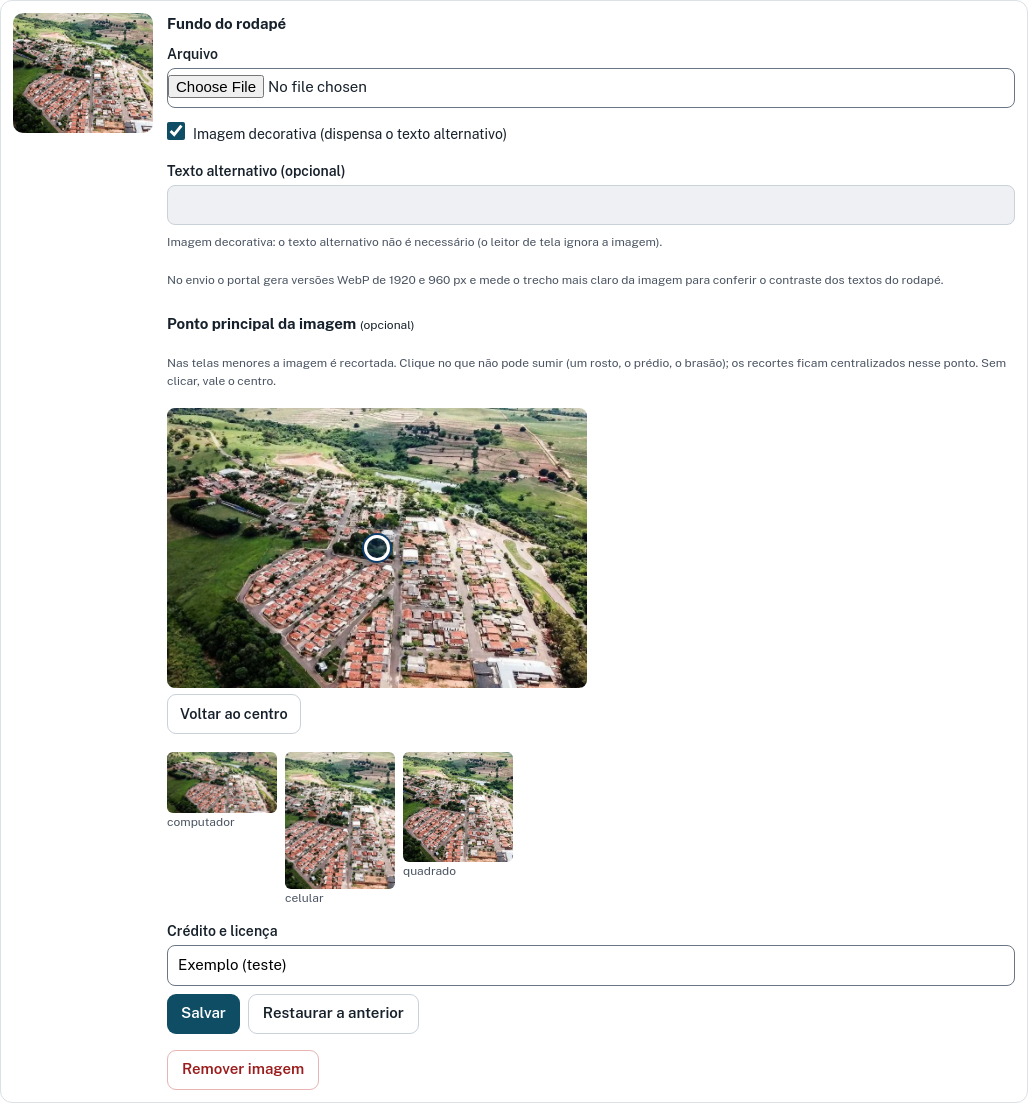 Fundo do rodapé
Arquivo
Choose File No file chosen
Imagem decorativa (dispensa o texto alternativo)
Texto alternativo (opcional)
Imagem decorativa: o texto alternativo não é necessário (o leitor de tela ignora a imagem).
No envio o portal gera versões WebP de 1920 e 960 px e mede o trecho mais claro da imagem para conferir o contraste dos textos do rodapé.
Ponto principal da imagem (opcional)
Nas telas menores a imagem é recortada. Clique no que não pode sumir (um rosto, o prédio, o brasão); os recortes ficam centralizados nesse ponto. Sem
clicar, vale o centro.
Voltar ao centro
computador
celular
quadrado
Crédito e licença
Exemplo (teste)
Salvar
Restaurar a anterior
Remover imagem